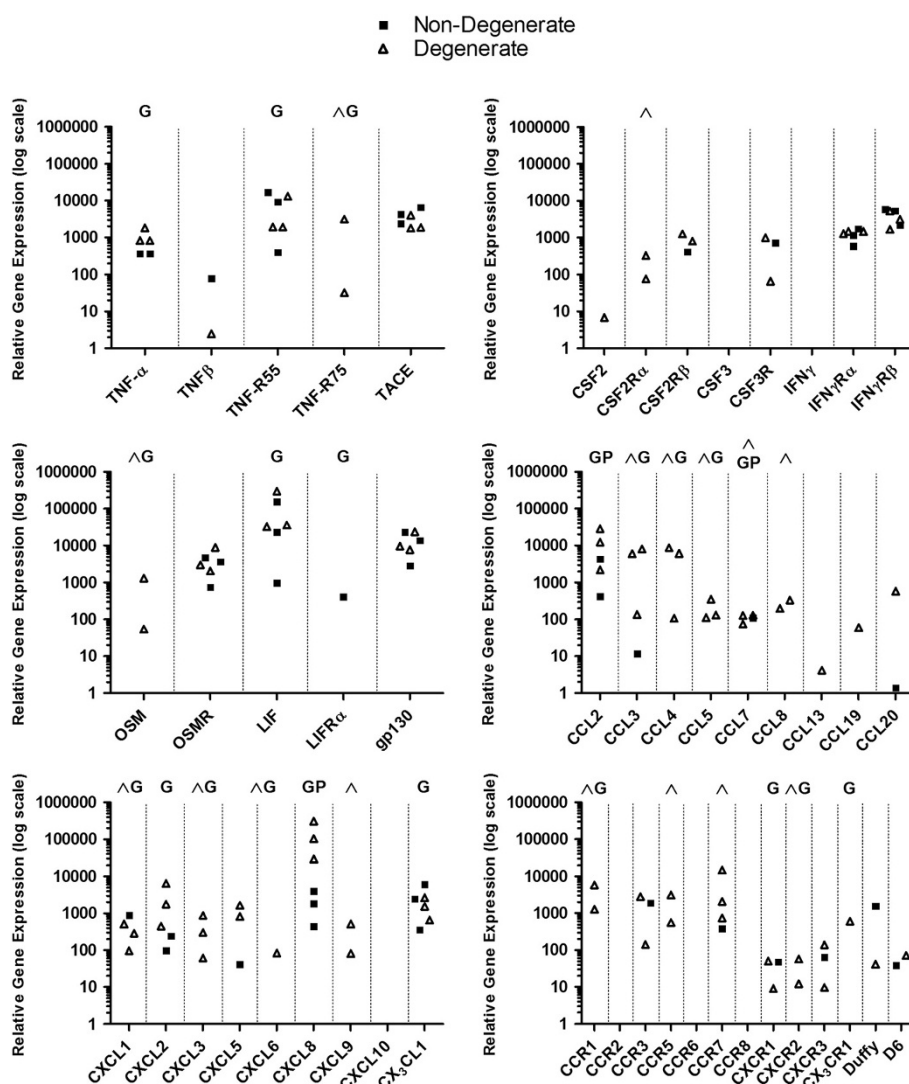 Non-Degenerate
Degenerate
Relative Gene Expression (log scale)
G G ^G
1000000
100000
10000
1000
100
10
1
TNF-α TNFβ TNF-R55 TNF-R75 TACE
Relative Gene Expression (log scale)
^
1000000
100000
10000
1000
100
10
1
CSF2 CSF2Rα CSF2Rβ CSF3 CSF3R IFNγ IFNγRα IFNγRβ
Relative Gene Expression (log scale)
^G G G
1000000
100000
10000
1000
100
10
1
OSM OSMR LIF LIFRα gp130
Relative Gene Expression (log scale)
^
GP ^G ^G ^G GP ^
1000000
100000
10000
1000
100
10
1
CCL2 CCL3 CCL4 CCL5 CCL7 CCL8 CCL13 CCL19 CCL20
Relative Gene Expression (log scale)
^G G ^G ^G GP ^ G
1000000
100000
10000
1000
100
10
1
CXCL1 CXCL2 CXCL3 CXCL5 CXCL6 CXCL8 CXCL9 CXCL10 CX₃CL1
Relative Gene Expression (log scale)
^G ^ ^ G ^G G
1000000
100000
10000
1000
100
10
1
CCR1 CCR2 CCR3 CCR5 CCR6 CCR7 CCR8 CXCR1 CXCR2 CXCR3 CX₃CR1 Duffy D6